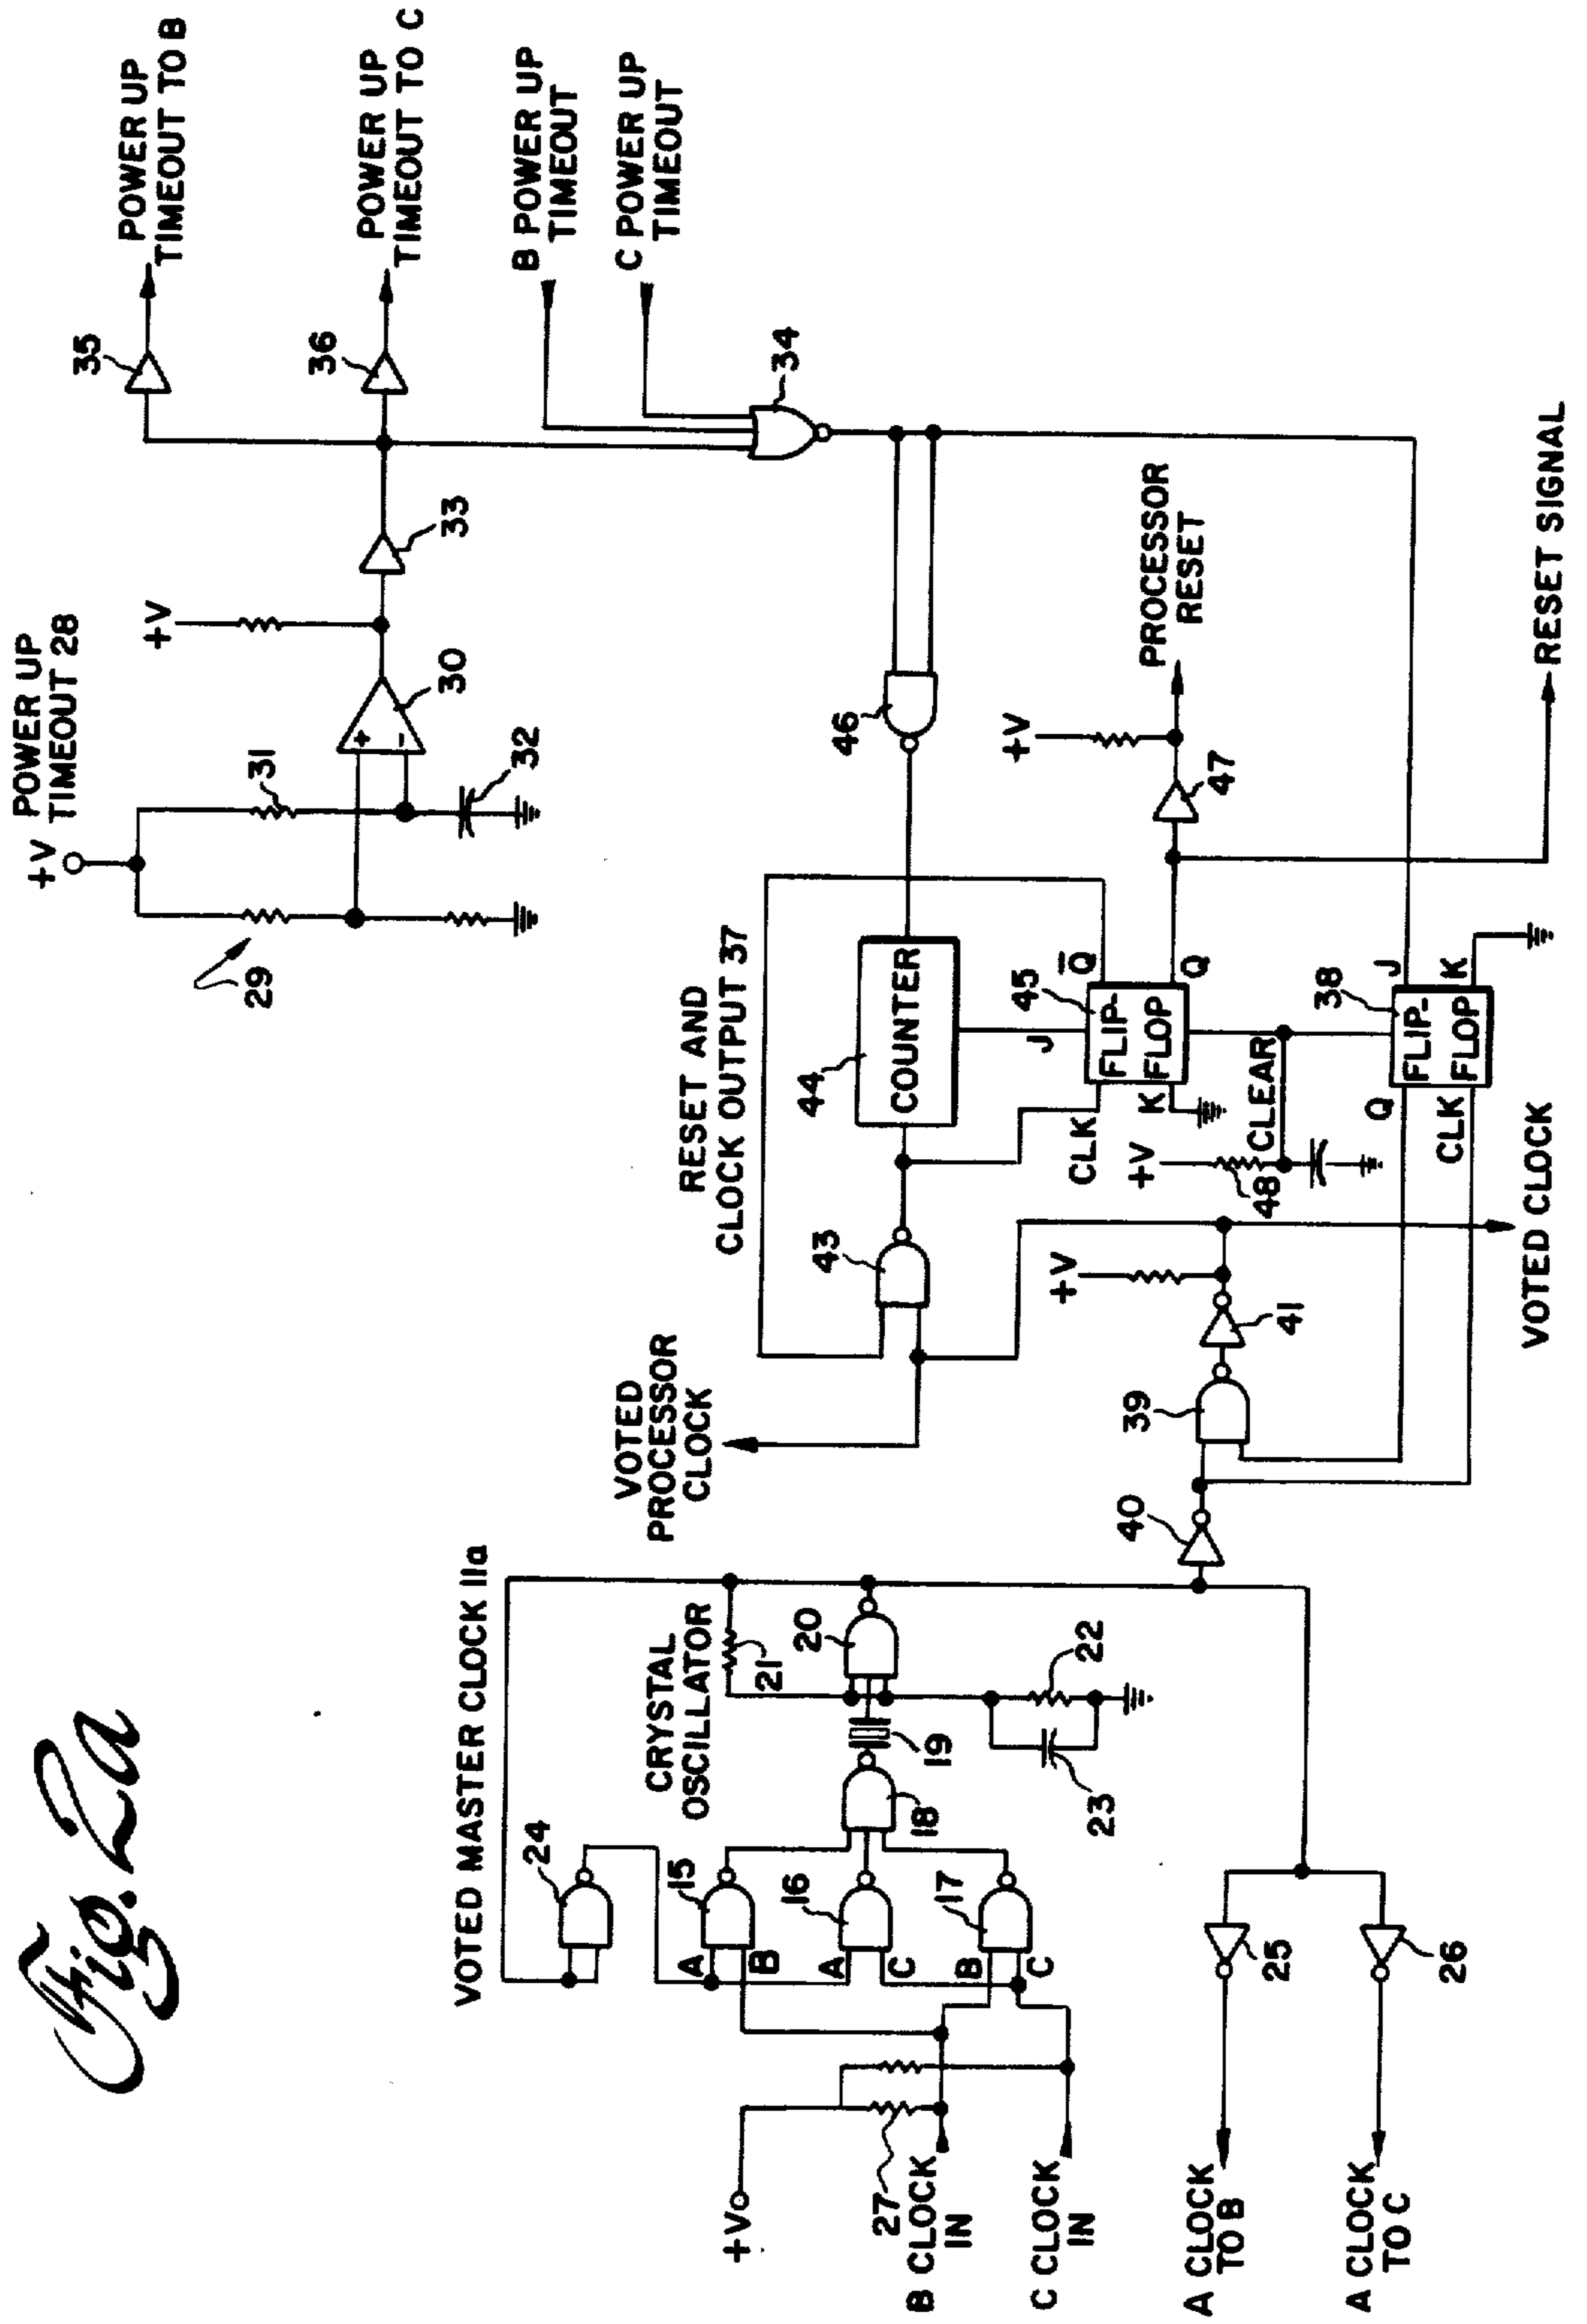 Fig. 2a
VOTED MASTER CLOCK 11a
24
CRYSTAL
OSCILLATOR
21
20
19
18
22
23
15
16
17
A
B
A
C
B
C
+V
27
B CLOCK
IN
C CLOCK
IN
A CLOCK
TO B
A CLOCK
TO C
25
26
40
39
41
+V
VOTED
PROCESSOR
CLOCK
VOTED CLOCK
RESET AND
CLOCK OUTPUT 37
43
44
COUNTER
J
45
Q̅
FLIP-
FLOP
Q
CLK
K
+V
48
CLEAR
38
J
FLIP-
FLOP
K
Q
CLK
46
47
+V
PROCESSOR
RESET
RESET SIGNAL
POWER UP
TIMEOUT 28
+V
29
31
32
+
-
30
+V
33
34
35
36
POWER UP
TIMEOUT TO B
POWER UP
TIMEOUT TO C
B POWER UP
TIMEOUT
C POWER UP
TIMEOUT